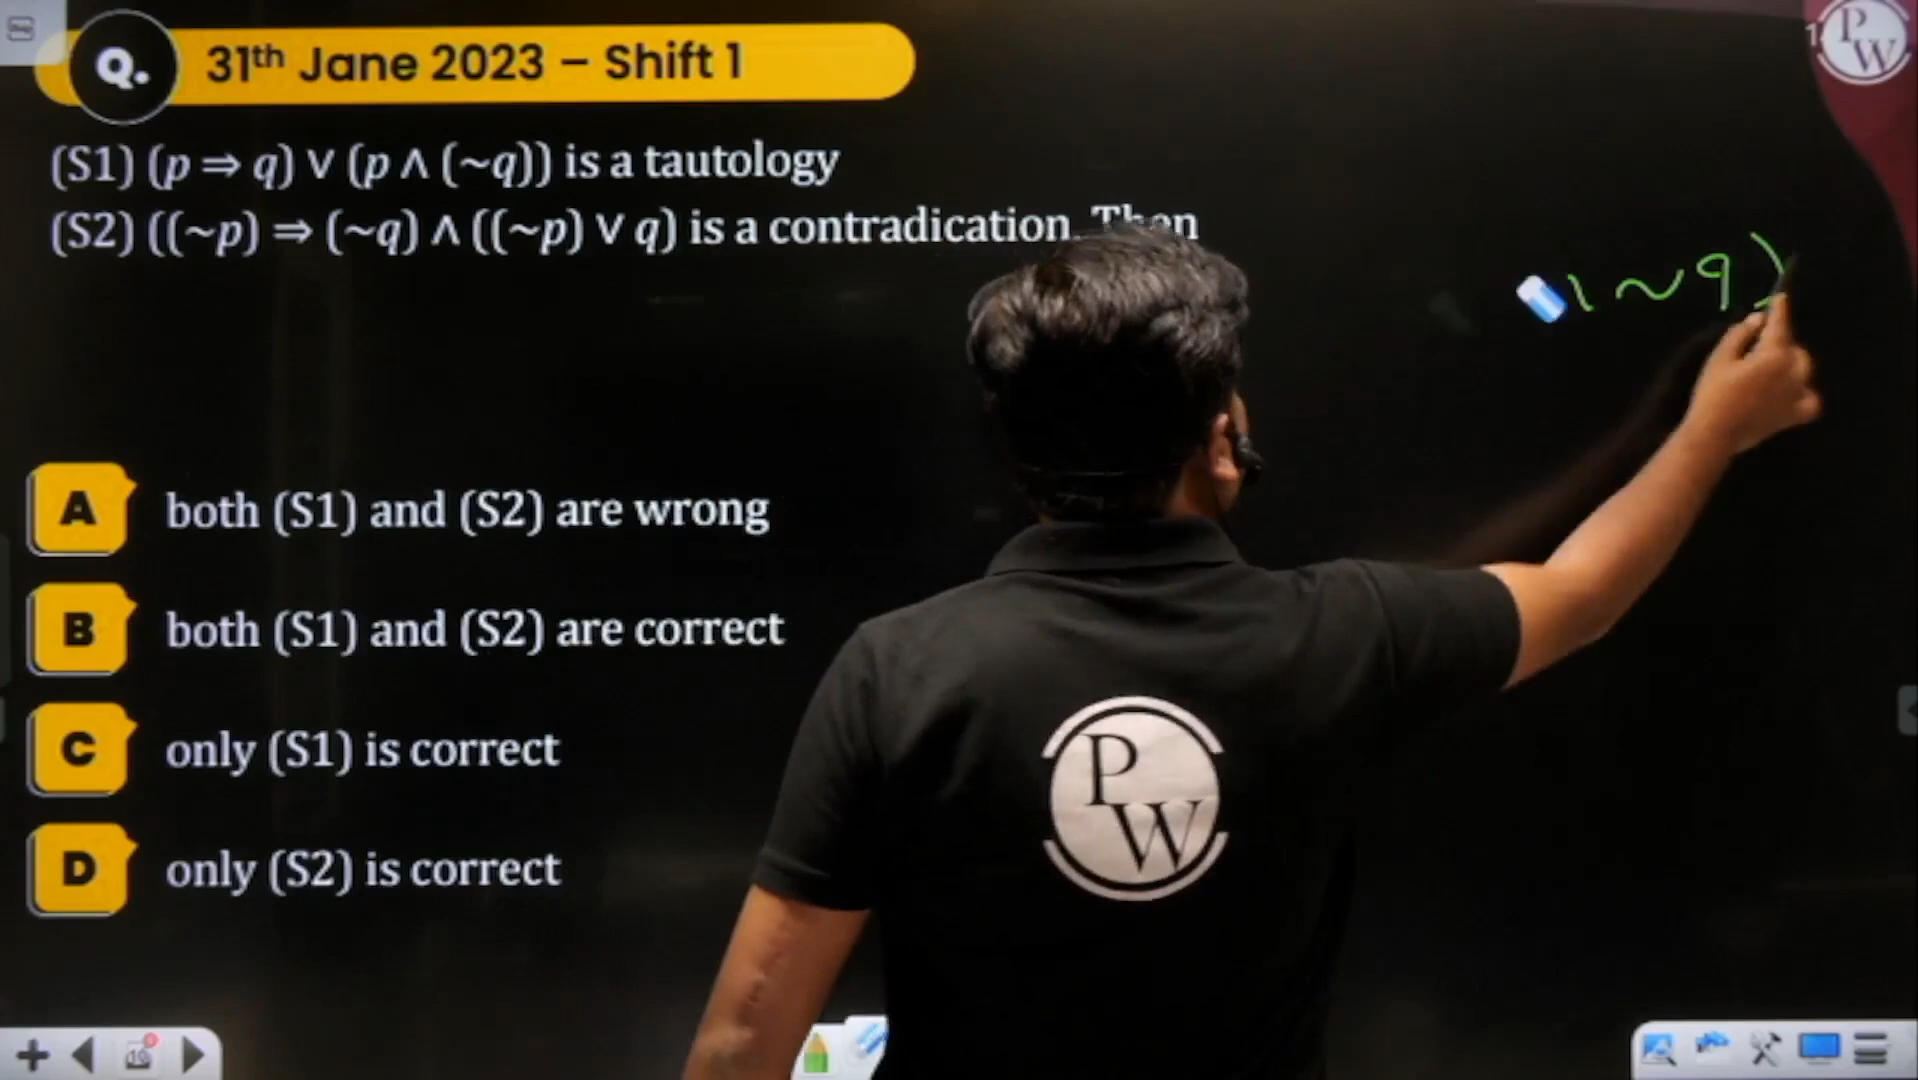 Q. 31th Jane 2023 – Shift 1
(S1) (p ⇒ q) ∨ (p ∧ (~q)) is a tautology
(S2) ((~p) ⇒ (~q) ∧ ((~p) ∨ q) is a contradication. Then
~q)
A both (S1) and (S2) are wrong
B both (S1) and (S2) are correct
C only (S1) is correct
D only (S2) is correct
PW
PW